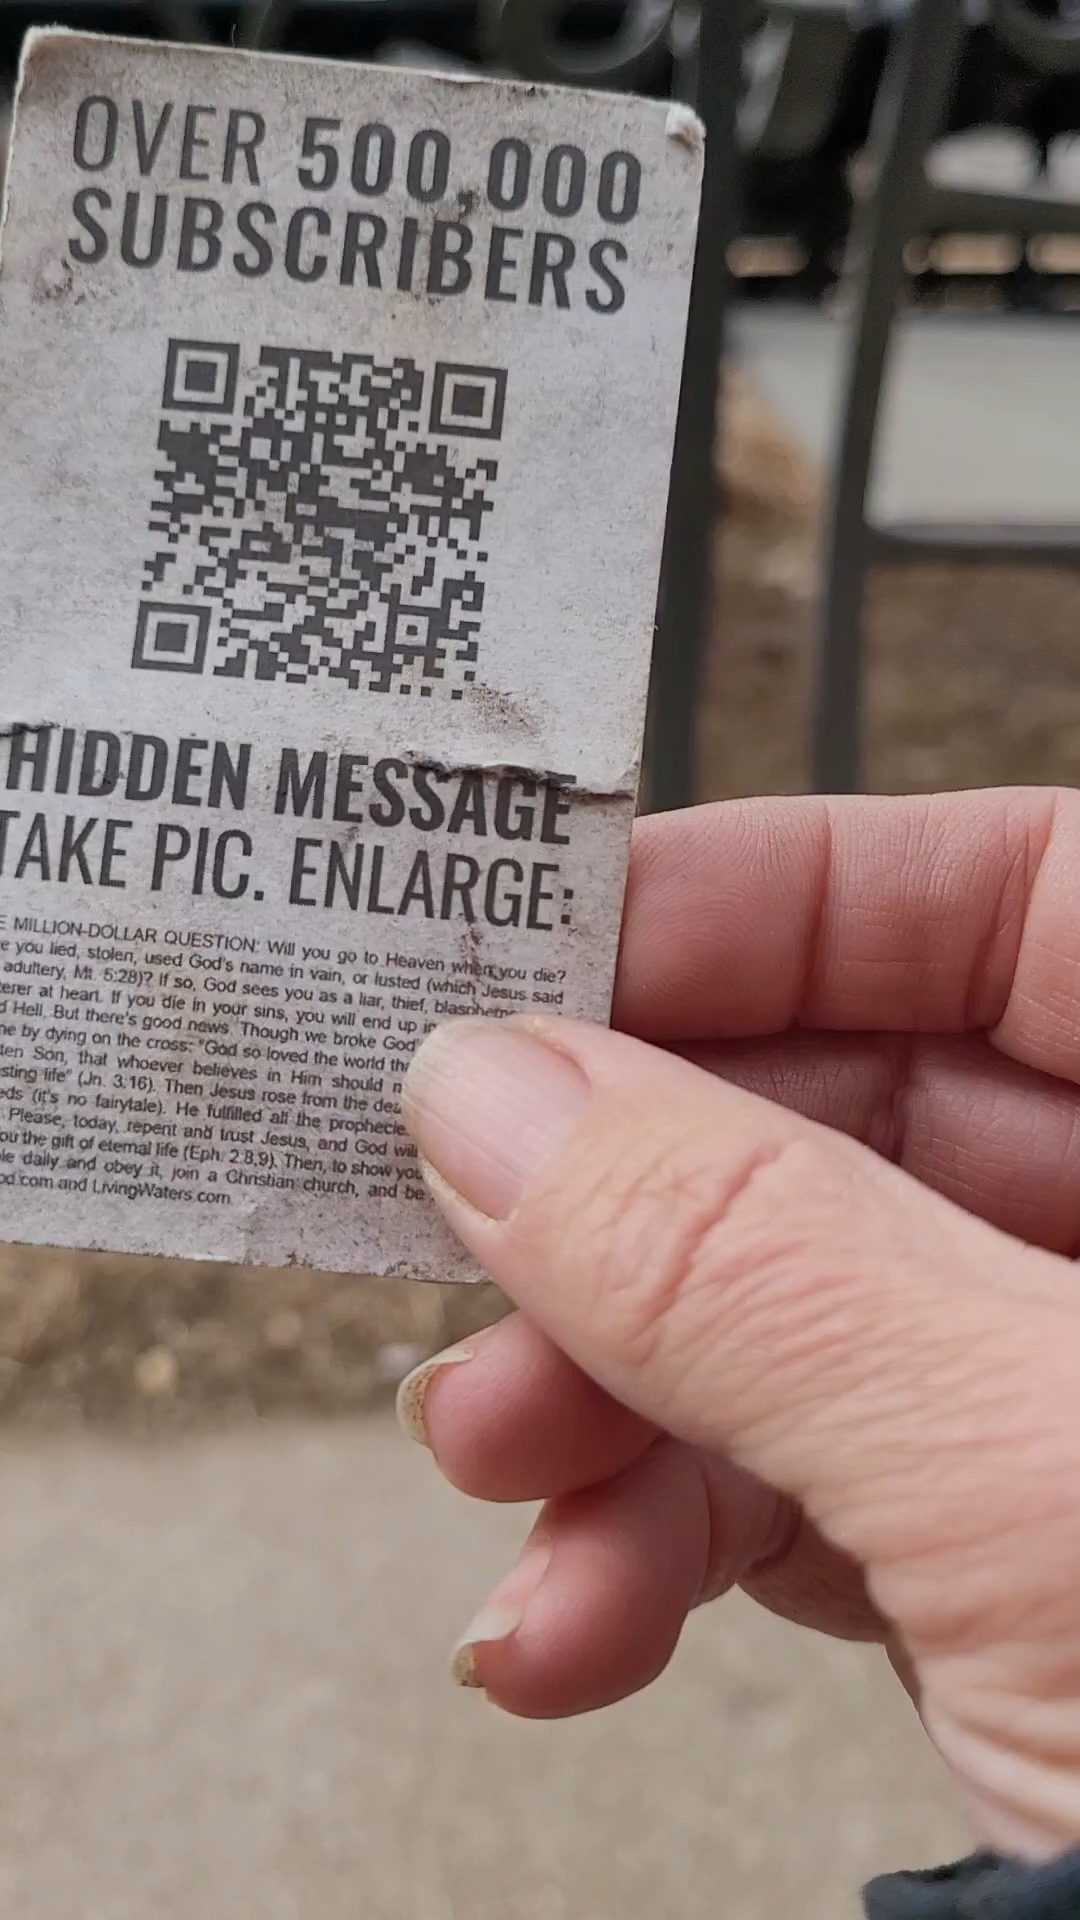 OVER 500,000
SUBSCRIBERS
HIDDEN MESSAGE
TAKE PIC. ENLARGE:
MILLION-DOLLAR QUESTION: Will you go to Heaven when you die?
you lied, stolen, used God's name in vain, or lusted (which Jesus said
adultery, Mt. 5:28)? If so, God sees you as a liar, thief,
at heart. If you die in your sins, you will end up
Hell. But there's good news. Though we broke
by dying on the cross: "God so loved the world
Son, that whoever believes in Him should
life" (Jn. 3:16). Then Jesus rose from the
(it's no fairytale). He fulfilled all the
Please, today, repent and trust Jesus, and God
the gift of eternal life (Eph. 2:8,9). Then, to show
daily and obey it, join a Christian church, and be
and LivingWaters.com